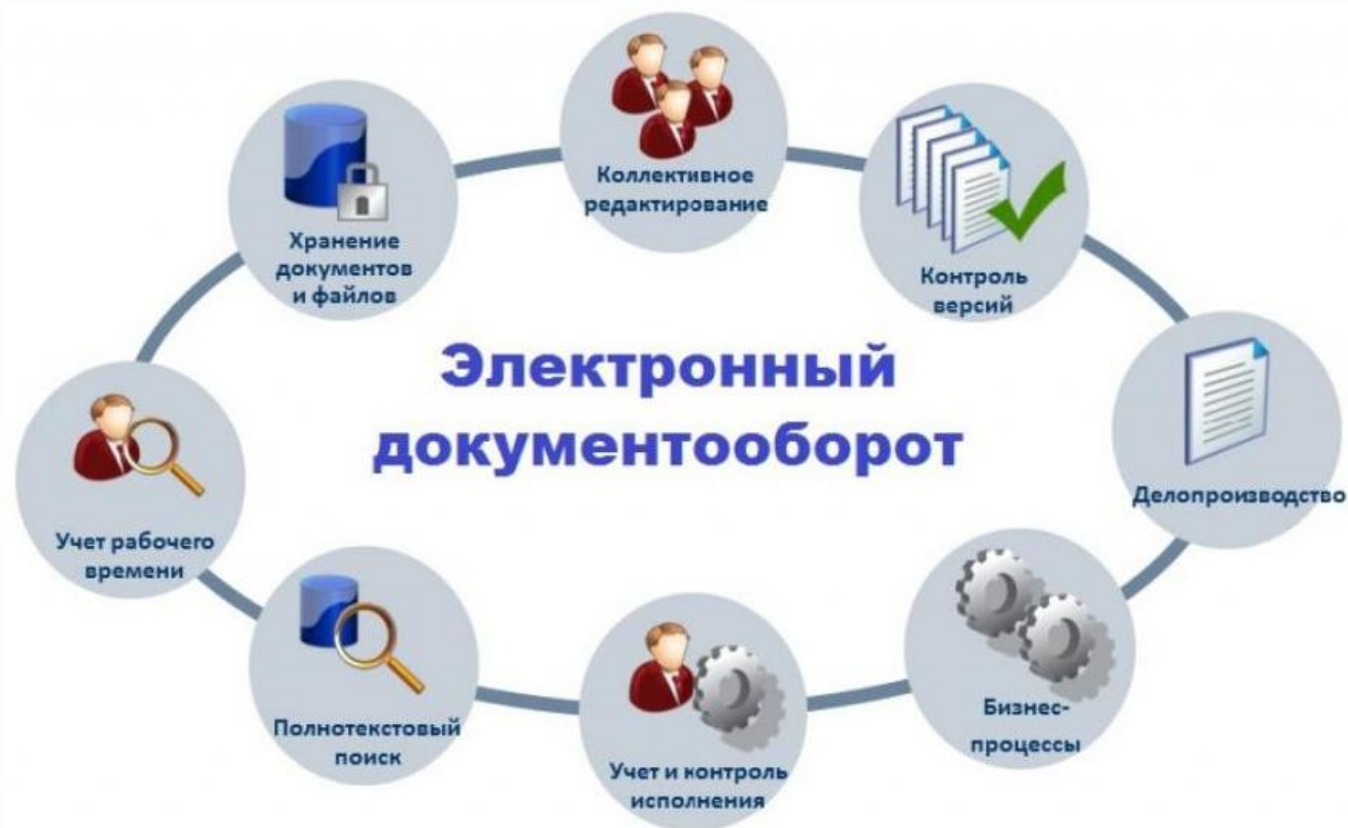 Коллективное
редактирование
Хранение
документов
и файлов
Контроль
версий
Электронный
документооборот
Делопроизводство
Учет рабочего
времени
Полнотекстовый
поиск
Учет и контроль
исполнения
Бизнес-
процессы